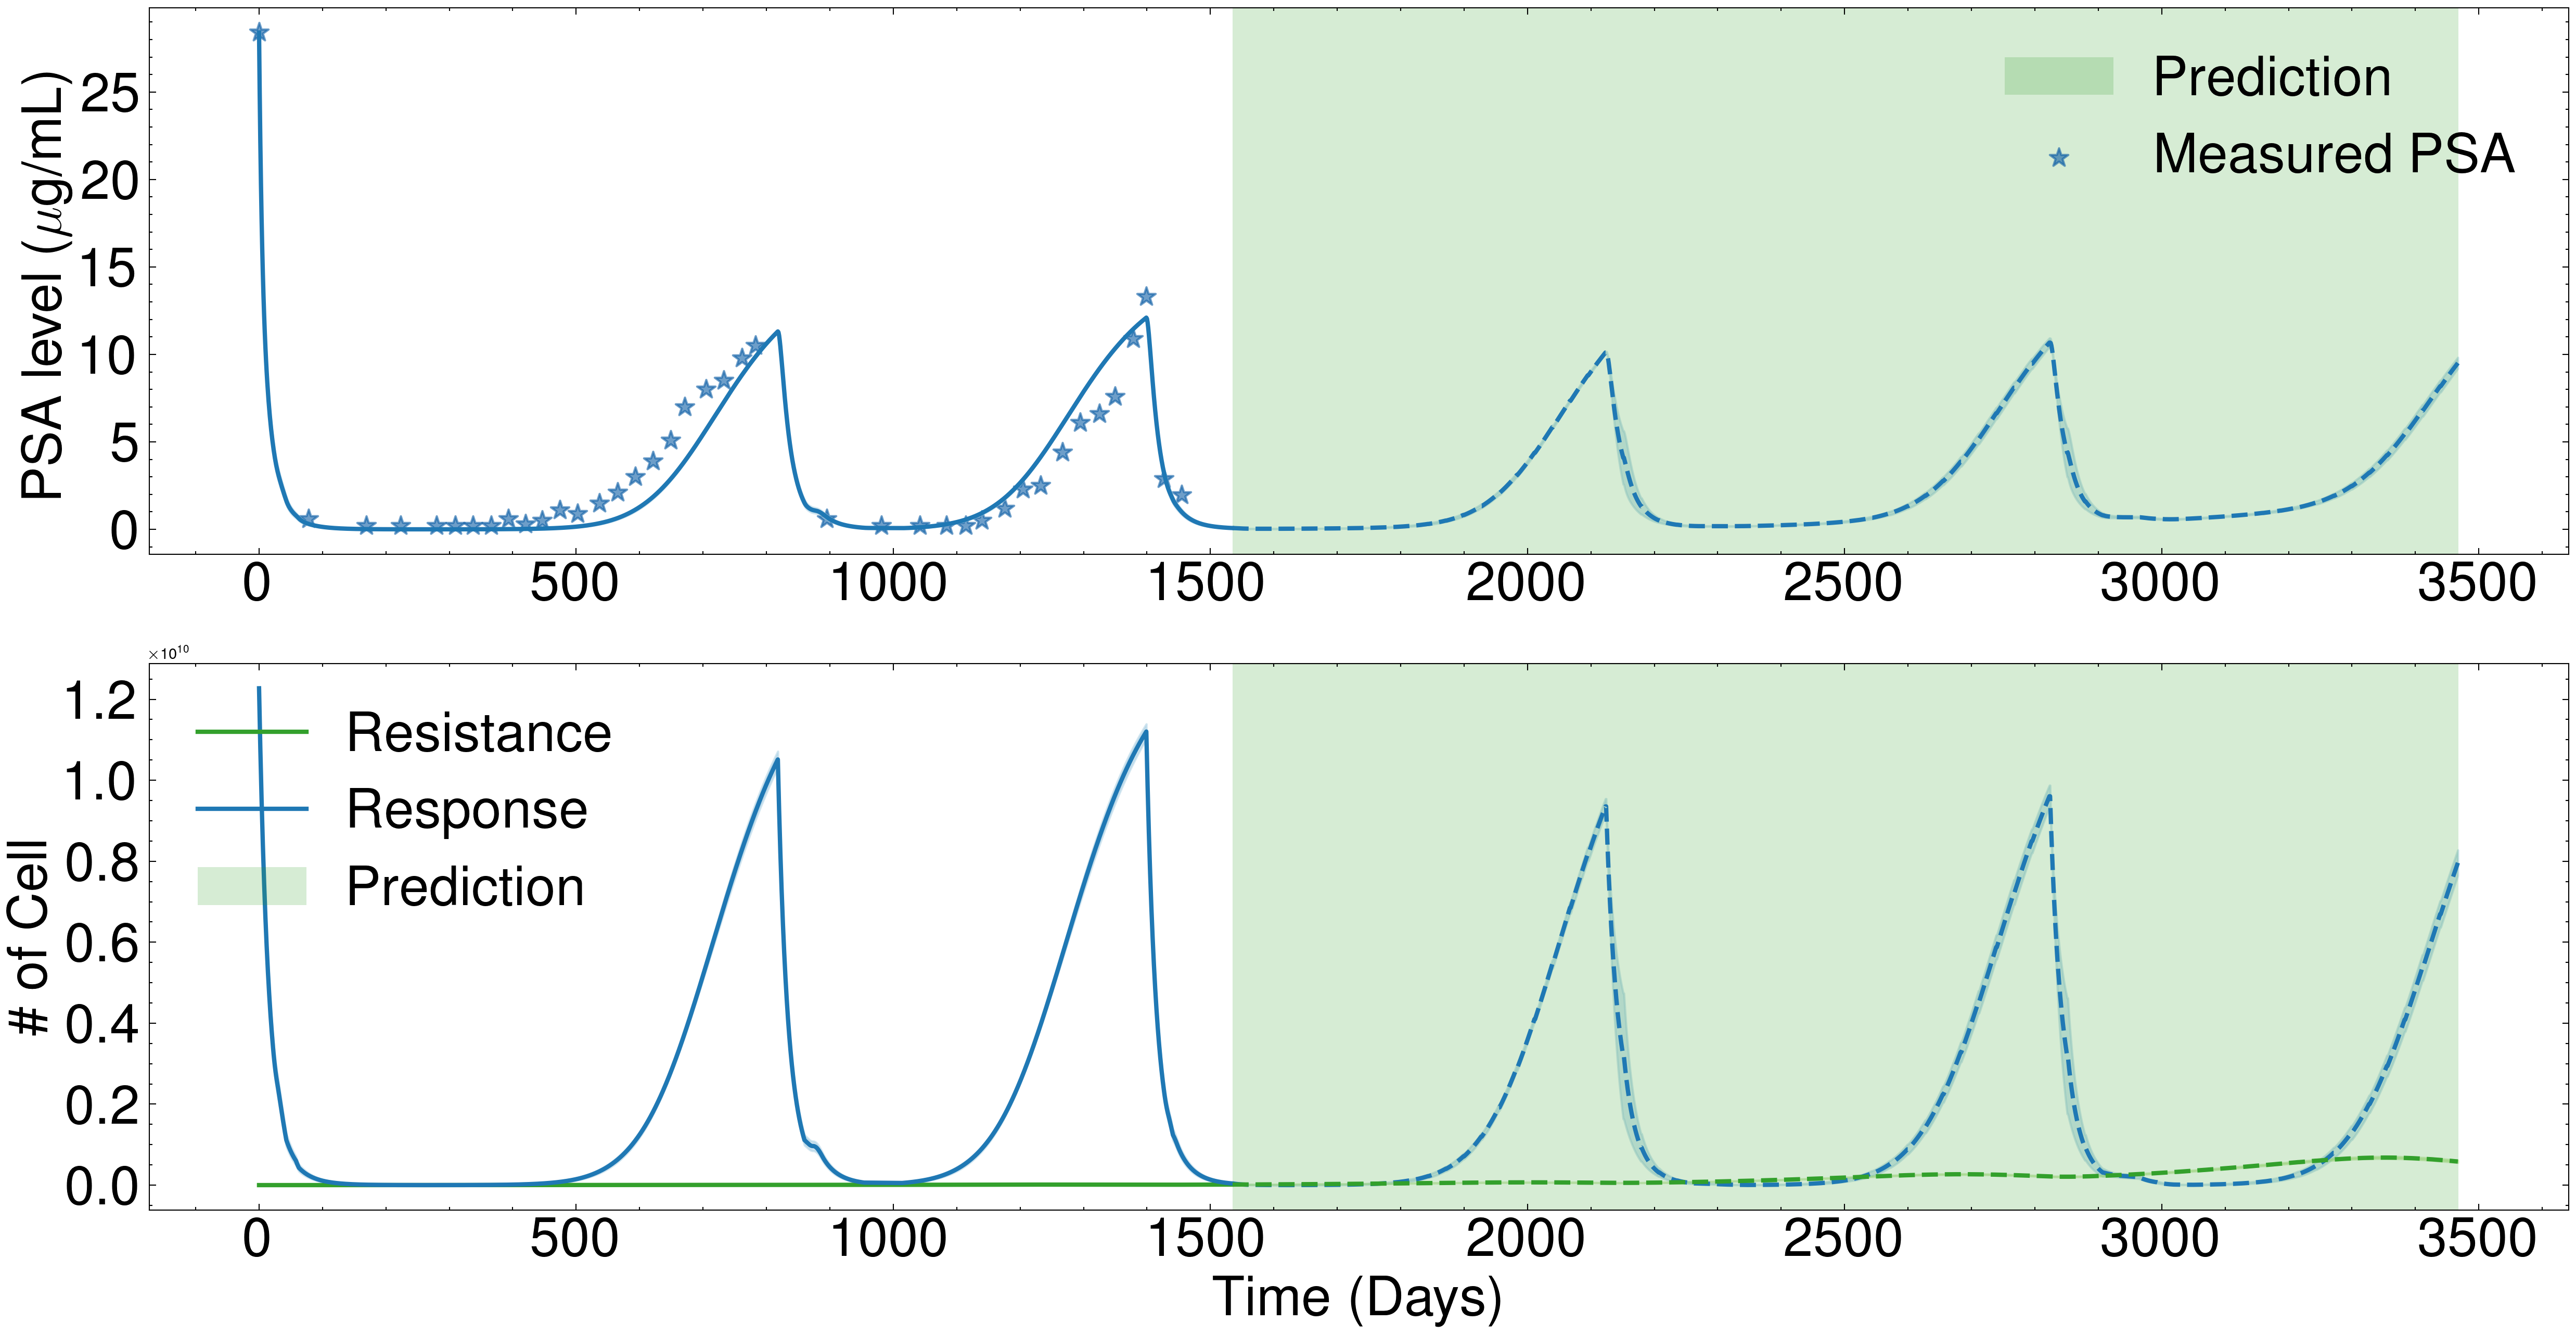 PSA level (μg/mL)
25
20
15
10
5
0
Prediction
Measured PSA
0 500 1000 1500 2000 2500 3000 3500
×10¹⁰
# of Cell
1.2
1.0
0.8
0.6
0.4
0.2
0.0
Resistance
Response
Prediction
0 500 1000 1500 2000 2500 3000 3500
Time (Days)